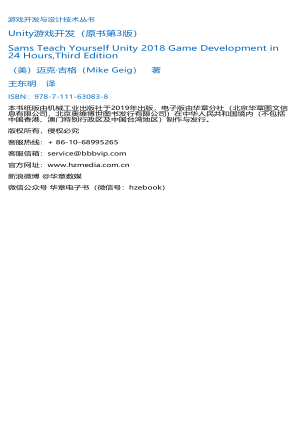 游戏开发与设计技术丛书
Unity游戏开发（原书第3版）
Sams Teach Yourself Unity 2018 Game Development in
24 Hours,Third Edition
（美）迈克·吉格（Mike Geig） 著
王东明 译
ISBN：978-7-111-63083-8
本书纸版由机械工业出版社于2019年出版，电子版由华章分社（北京华章图文信
息有限公司，北京奥维博世图书发行有限公司）在中华人民共和国境内（不包括
中国香港、澳门特别行政区及中国台湾地区）制作与发行。
版权所有，侵权必究
客服热线：+ 86-10-68995265
客服信箱：service@bbbvip.com
官方网址：www.hzmedia.com.cn
新浪微博 @华章数媒
微信公众号 华章电子书（微信号：hzebook）